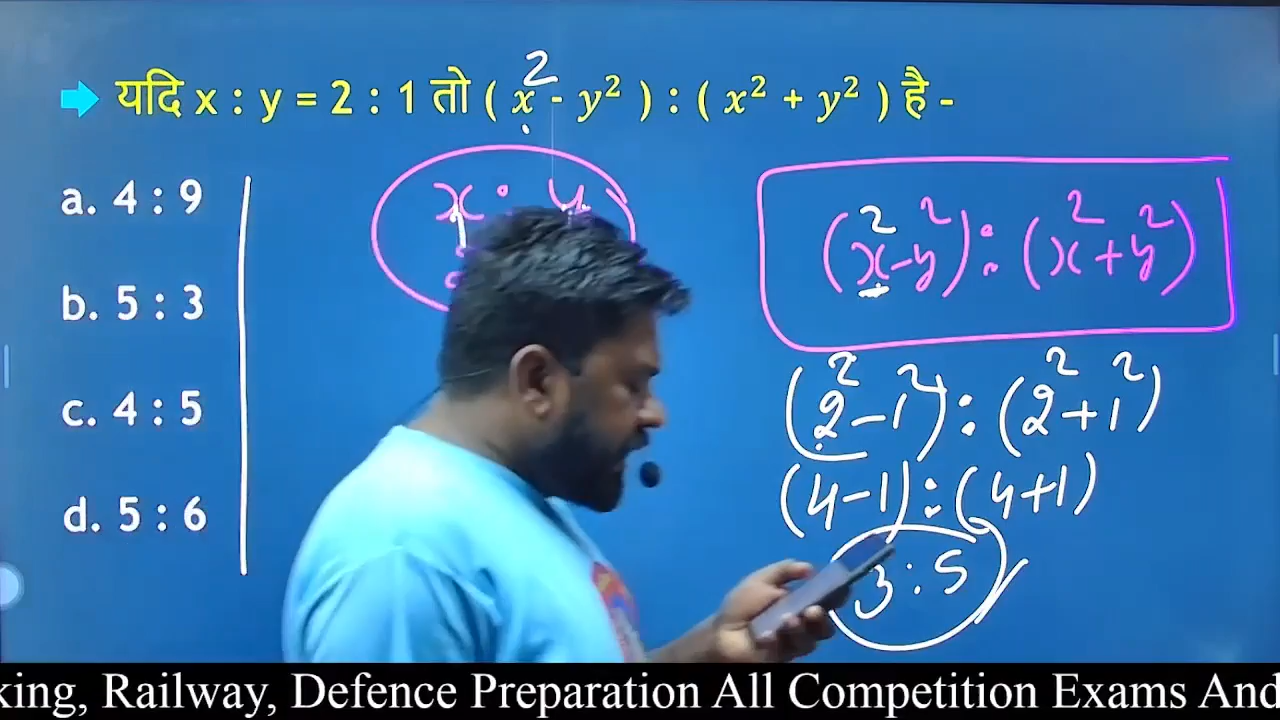 यदि x : y = 2 : 1 तो ( x² - y² ) : ( x² + y² ) है -
a. 4 : 9
b. 5 : 3
c. 4 : 5
d. 5 : 6
x : y
(x²-y²) : (x²+y²)
(2²-1²) : (2²+1²)
(4-1) : (4+1)
3 : 5
king, Railway, Defence Preparation All Competition Exams And